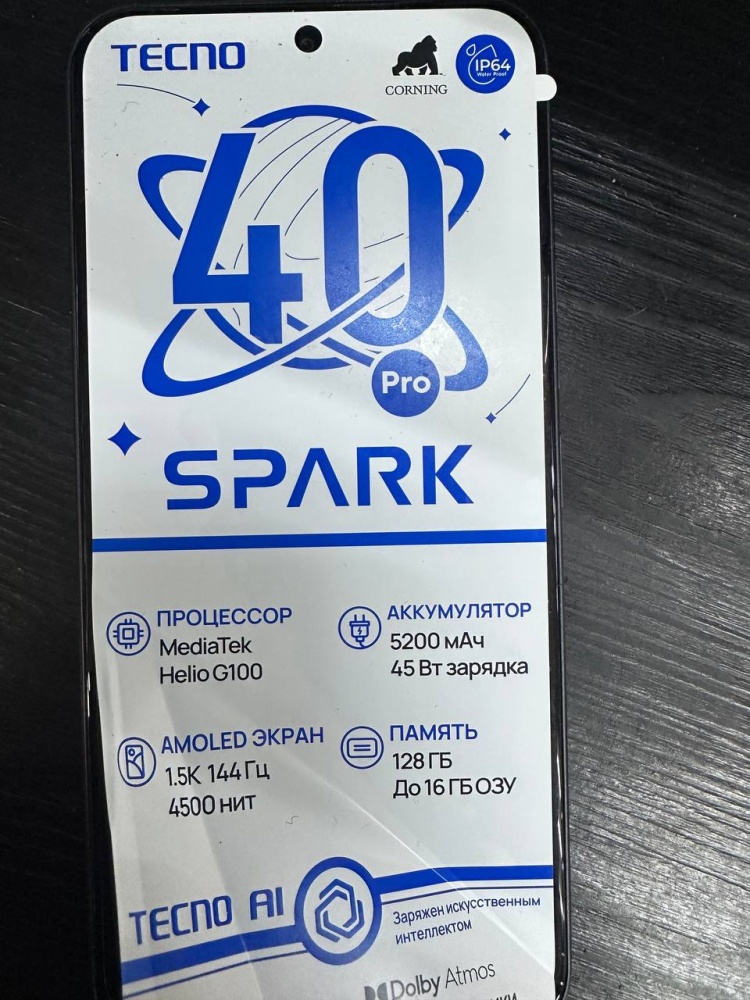 TECNO
CORNING
IP64
Water Proof
40
Pro
SPARK
ПРОЦЕССОР
MediaTek
Helio G100
АККУМУЛЯТОР
5200 мАч
45 Вт зарядка
AMOLED ЭКРАН
1.5K 144 Гц
4500 нит
ПАМЯТЬ
128 ГБ
До 16 ГБ ОЗУ
TECNO AI
Заряжен искусственным
интеллектом
Dolby Atmos